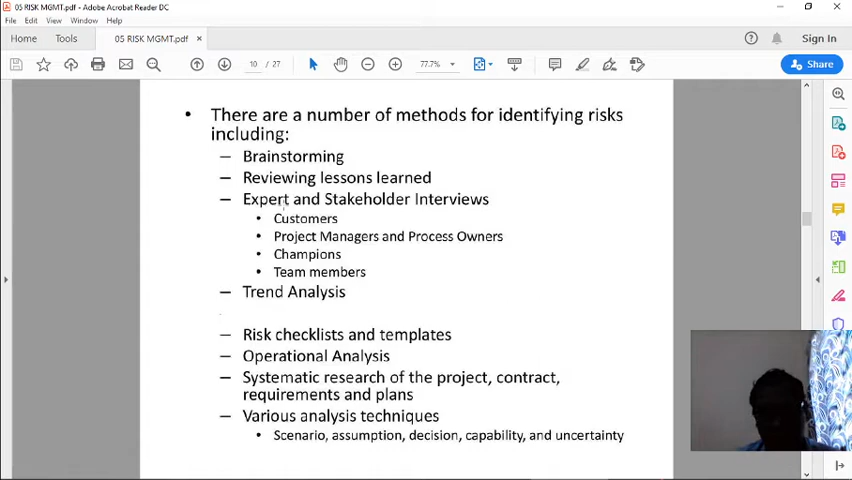 05 RISK MGMT.pdf - Adobe Acrobat Reader DC
File Edit View Window Help
Home Tools 05 RISK MGMT.pdf × Sign In
10 / 27 77.7% Share
• There are a number of methods for identifying risks
including:
– Brainstorming
– Reviewing lessons learned
– Expert and Stakeholder Interviews
• Customers
• Project Managers and Process Owners
• Champions
• Team members
– Trend Analysis
– Risk checklists and templates
– Operational Analysis
– Systematic research of the project, contract,
requirements and plans
– Various analysis techniques
• Scenario, assumption, decision, capability, and uncertainty